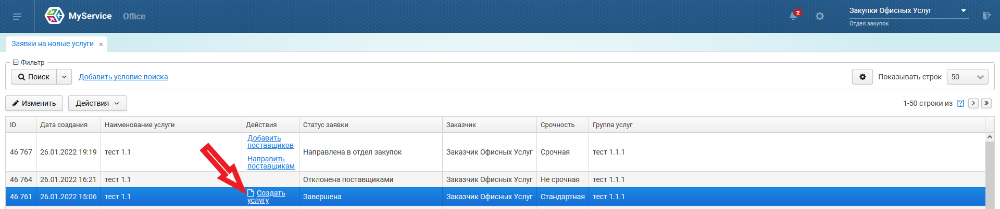 MyService Office 2 Закупки Офисных Услуг
Отдел закупок
Заявки на новые услуги ×
Фильтр
Поиск Добавить условие поиска Показывать строк 50
Изменить Действия 1-50 строки из [?]
ID Дата создания Наименование услуги Действия Статус заявки Заказчик Срочность Группа услуг
46 767 26.01.2022 19:19 тест 1.1 Добавить поставщиков Направить поставщикам Направлена в отдел закупок Заказчик Офисных Услуг Срочная тест 1.1.1
46 764 26.01.2022 16:21 тест 1.1 Отклонена поставщиками Заказчик Офисных Услуг Не срочная тест 1.1.1
46 761 26.01.2022 15:06 тест 1.1 Создать услугу Завершена Заказчик Офисных Услуг Стандартная тест 1.1.1